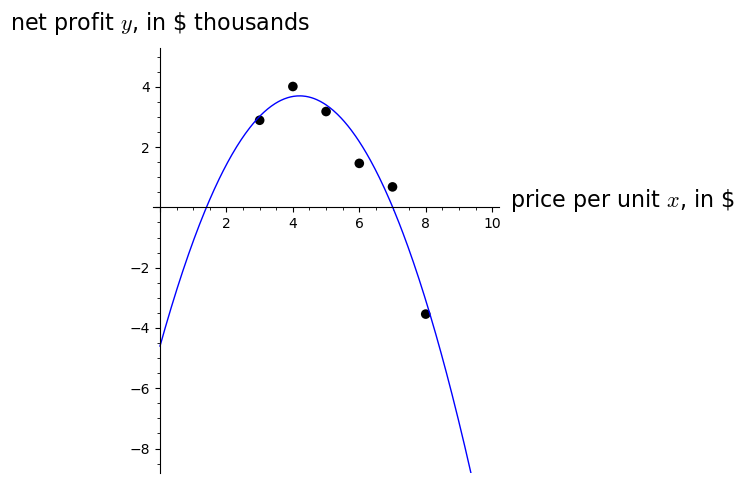 net profit y, in $ thousands
4
2
price per unit x, in $
2 4 6 8 10
−2
−4
−6
−8